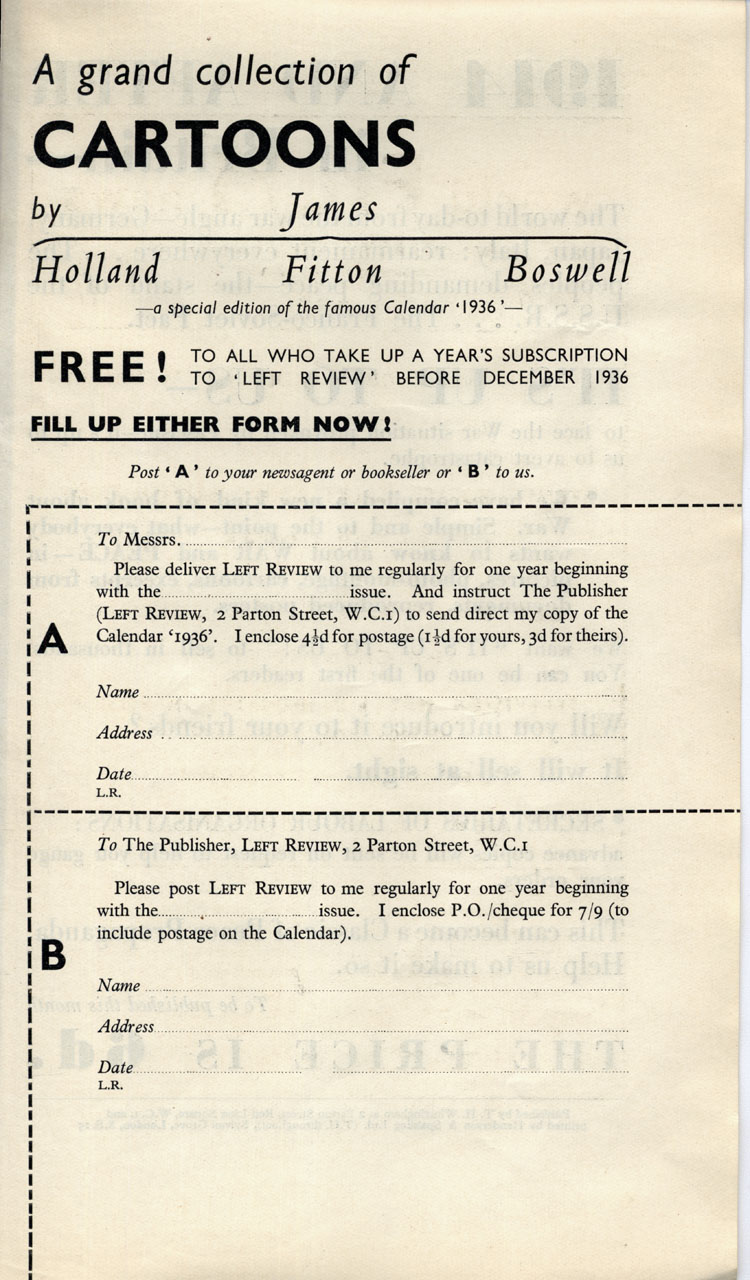 A grand collection of
CARTOONS
by James
Holland Fitton Boswell
—a special edition of the famous Calendar ‘1936’—
FREE! TO ALL WHO TAKE UP A YEAR'S SUBSCRIPTION
TO ‘LEFT REVIEW’ BEFORE DECEMBER 1936
FILL UP EITHER FORM NOW!
Post ‘A’ to your newsagent or bookseller or ‘B’ to us.
To Messrs.
Please deliver LEFT REVIEW to me regularly for one year beginning
with the issue. And instruct The Publisher
(LEFT REVIEW, 2 Parton Street, W.C.1) to send direct my copy of the
Calendar ‘1936’. I enclose 4½d for postage (1½d for yours, 3d for theirs).
A
Name
Address
Date
L.R.
To The Publisher, LEFT REVIEW, 2 Parton Street, W.C.1
Please post LEFT REVIEW to me regularly for one year beginning
with the issue. I enclose P.O./cheque for 7/9 (to
include postage on the Calendar).
B
Name
Address
Date
L.R.